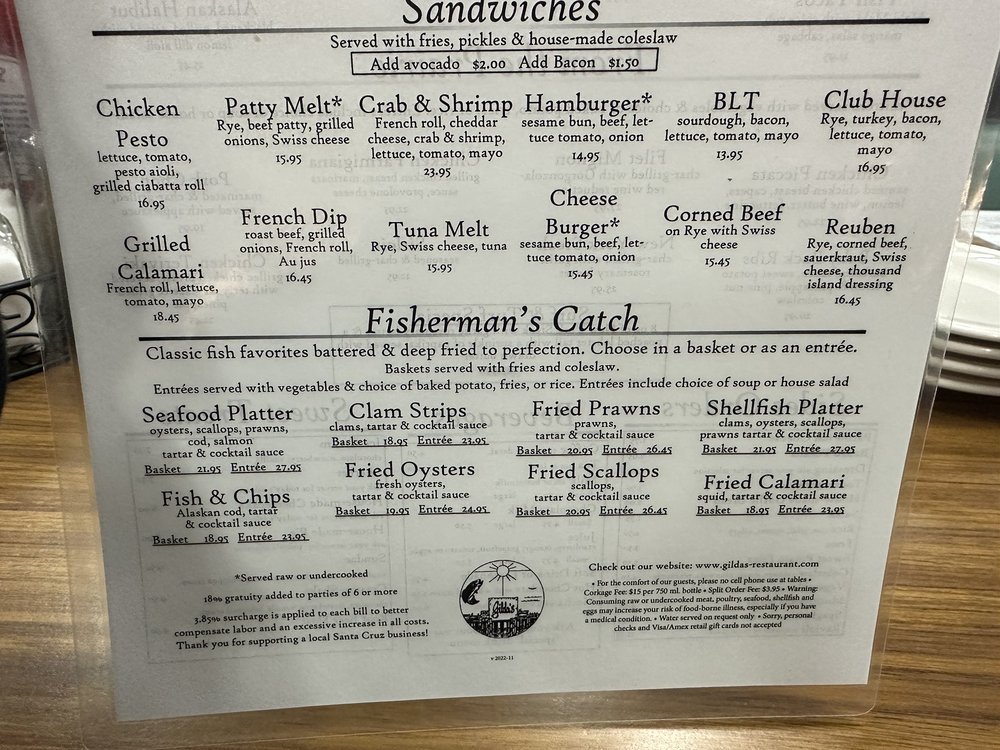 Sandwiches
Served with fries, pickles & house-made coleslaw
Add avocado $2.00 Add Bacon $1.50
Chicken
Pesto
lettuce, tomato,
pesto aioli,
grilled ciabatta roll
16.95
Patty Melt*
Rye, beef patty, grilled
onions, Swiss cheese
15.95
Crab & Shrimp
French roll, cheddar
cheese, crab & shrimp,
lettuce, tomato, mayo
23.95
Hamburger*
sesame bun, beef, let-
tuce tomato, onion
14.95
BLT
sourdough, bacon,
lettuce, tomato, mayo
13.95
Club House
Rye, turkey, bacon,
lettuce, tomato,
mayo
16.95
Grilled
Calamari
French roll, lettuce,
tomato, mayo
18.45
French Dip
roast beef, grilled
onions, French roll,
Au jus
16.45
Tuna Melt
Rye, Swiss cheese, tuna
15.95
Cheese
Burger*
sesame bun, beef, let-
tuce tomato, onion
15.45
Corned Beef
on Rye with Swiss
cheese
15.45
Reuben
Rye, corned beef,
sauerkraut, Swiss
cheese, thousand
island dressing
16.45
Fisherman's Catch
Classic fish favorites battered & deep fried to perfection. Choose in a basket or as an entrée.
Baskets served with fries and coleslaw.
Entrées served with vegetables & choice of baked potato, fries, or rice. Entrées include choice of soup or house salad
Seafood Platter
oysters, scallops, prawns,
cod, salmon
tartar & cocktail sauce
Basket 21.95 Entrée 27.95
Clam Strips
clams, tartar & cocktail sauce
Basket 18.95 Entrée 23.95
Fried Prawns
prawns,
tartar & cocktail sauce
Basket 20.95 Entrée 26.45
Shellfish Platter
clams, oysters, scallops,
prawns tartar & cocktail sauce
Basket 21.95 Entrée 27.95
Fish & Chips
Alaskan cod, tartar
& cocktail sauce
Basket 18.95 Entrée 23.95
Fried Oysters
fresh oysters,
tartar & cocktail sauce
Basket 19.95 Entrée 24.95
Fried Scallops
scallops,
tartar & cocktail sauce
Basket 20.95 Entrée 26.45
Fried Calamari
squid, tartar & cocktail sauce
Basket 18.95 Entrée 23.95
*Served raw or undercooked
18% gratuity added to parties of 6 or more
3.85% surcharge is applied to each bill to better
compensate labor and an excessive increase in all costs.
Thank you for supporting a local Santa Cruz business!
Gilda's
v 2022-11
Check out our website: www.gildas-restaurant.com
• For the comfort of our guests, please no cell phone use at tables •
Corkage Fee: $15 per 750 ml. bottle • Split Order Fee: $3.95 • Warning:
Consuming raw or undercooked meat, poultry, seafood, shellfish and
eggs may increase your risk of food-borne illness, especially if you have
a medical condition. • Water served on request only • Sorry, personal
checks and Visa/Amex retail gift cards not accepted